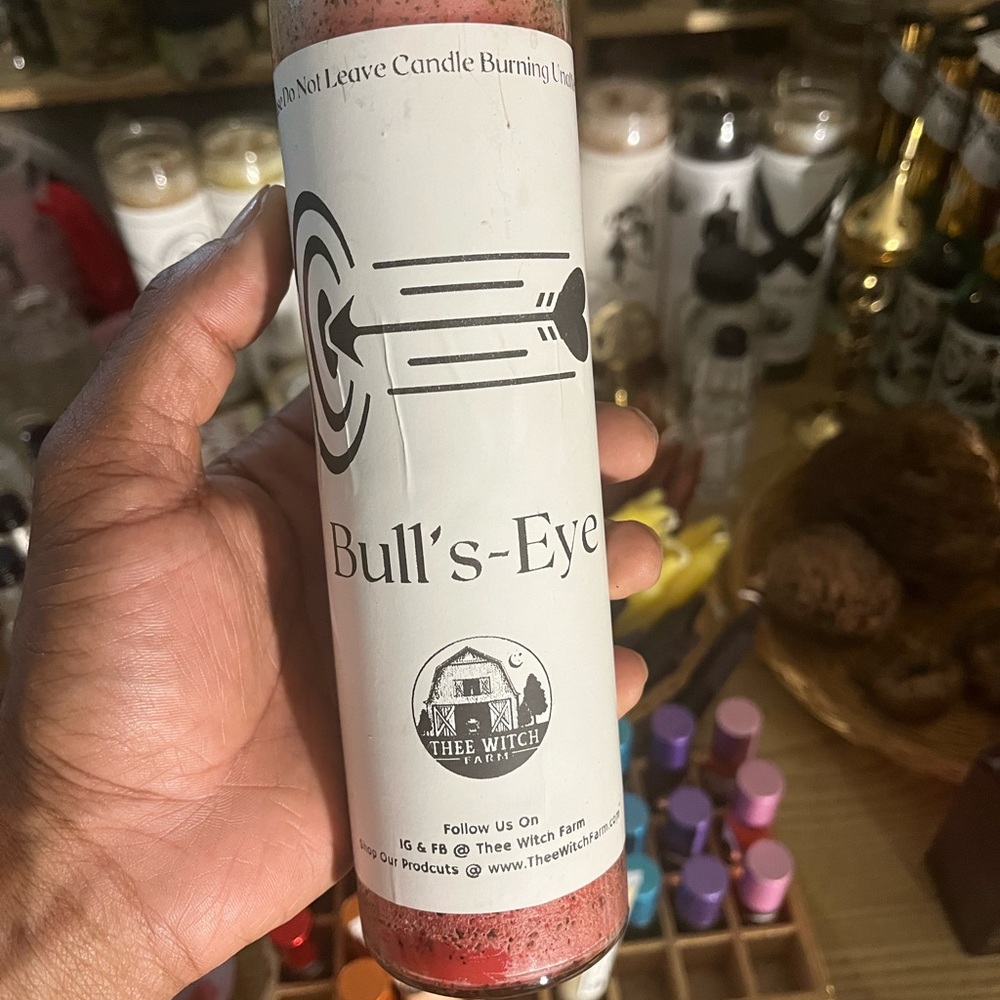 Do Not Leave Candle Burning
Bull's-Eye
THEE WITCH
FARM
Follow Us On
IG & FB @ Thee Witch Farm
Shop Our Prodcuts @ www.TheeWitchFarm.com